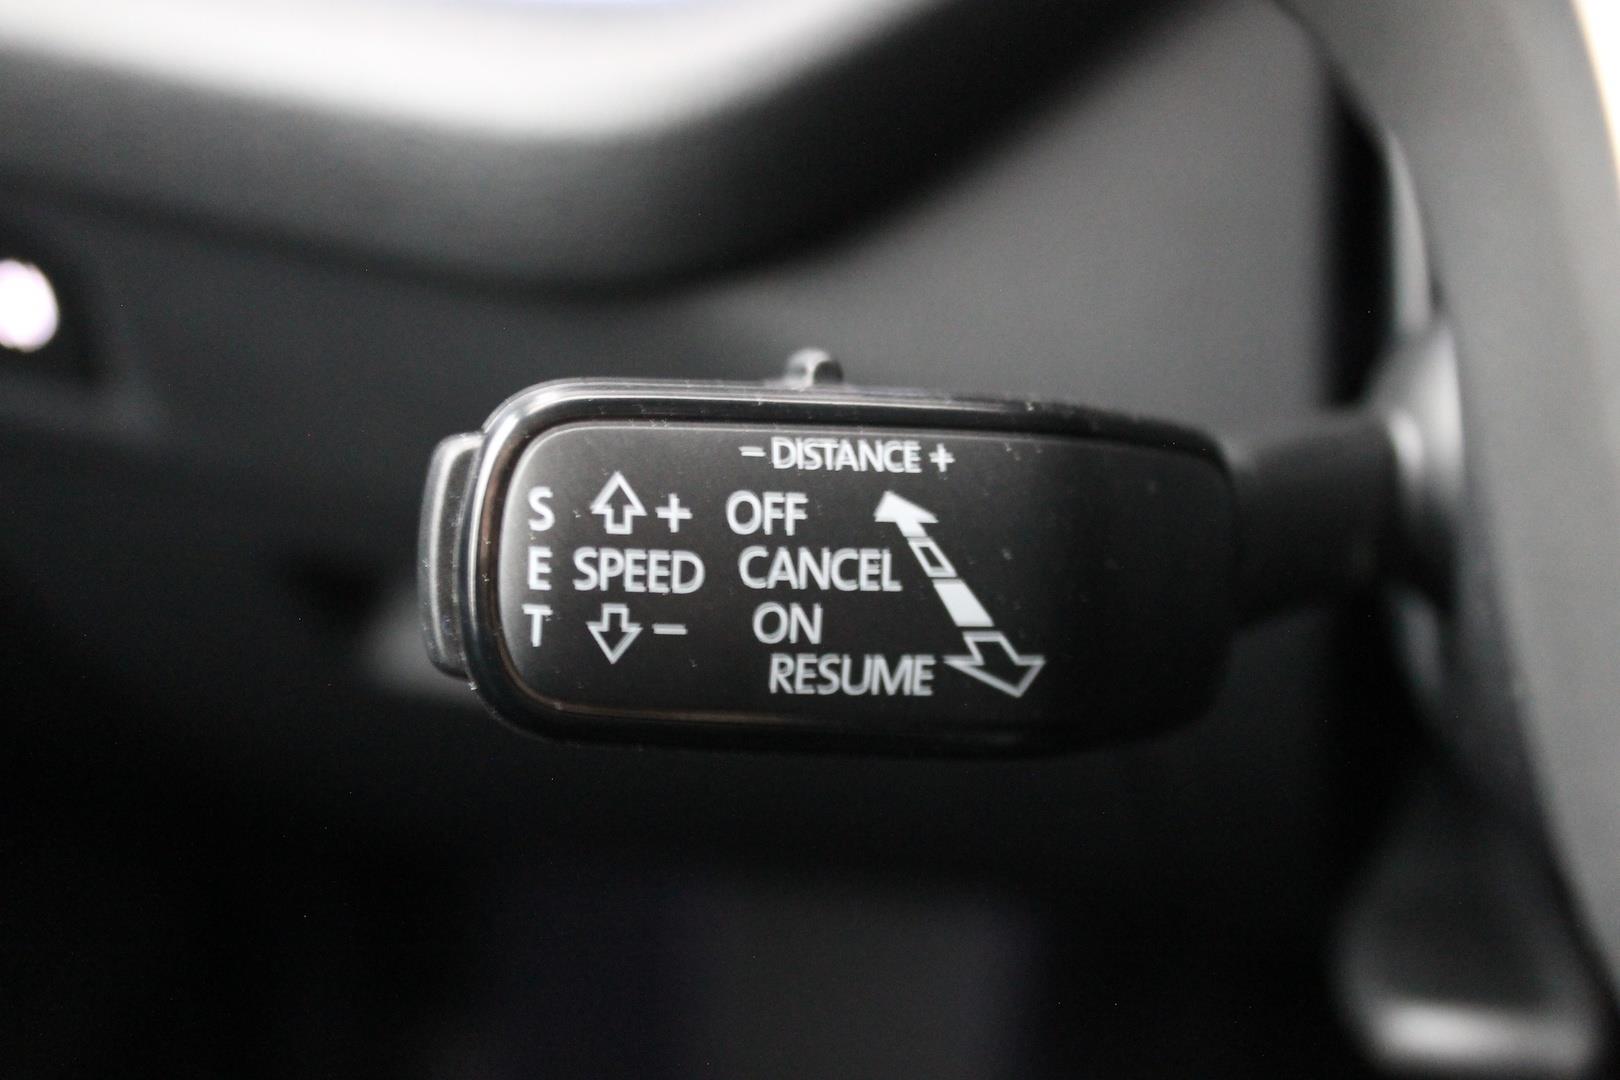 - DISTANCE +
S + OFF
E SPEED CANCEL
T - ON
RESUME